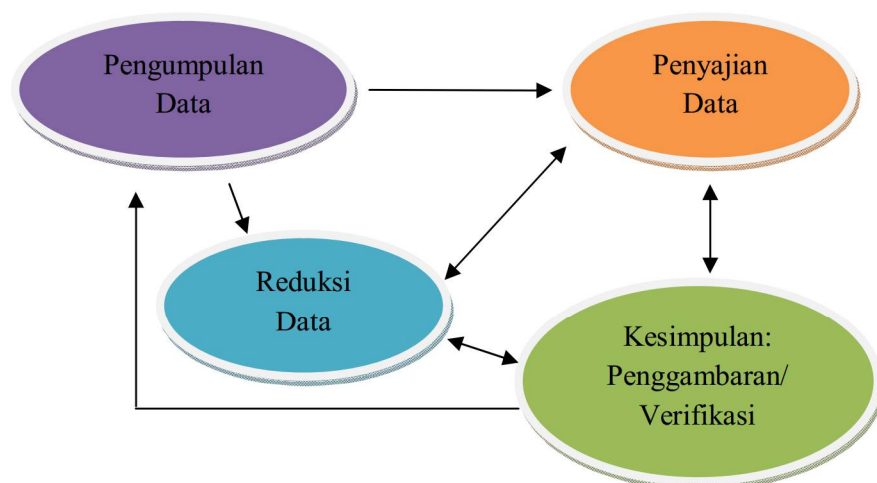 Pengumpulan
Data
Penyajian
Data
Reduksi
Data
Kesimpulan:
Penggambaran/
Verifikasi